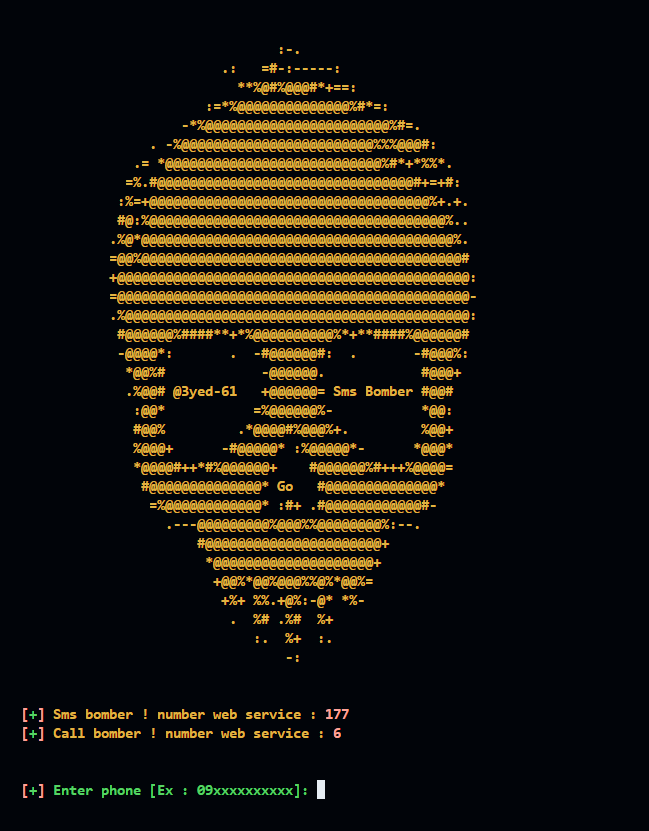 @3yed-61 Sms Bomber
Go
[+] Sms bomber ! number web service : 177
[+] Call bomber ! number web service : 6
[+] Enter phone [Ex : 09xxxxxxxxxx]: